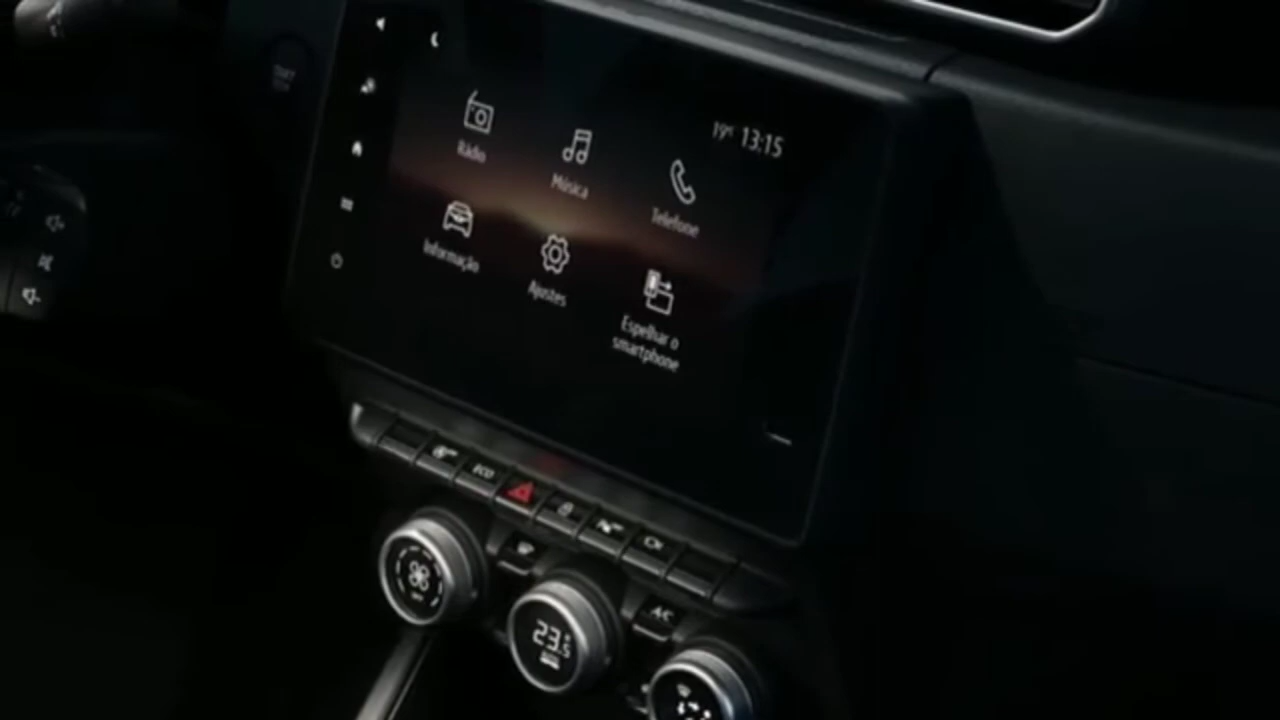 19° 13:15
Rádio
Música
Telefone
Informação
Ajustes
Espelhar o
smartphone
ECO
A/C
23.5